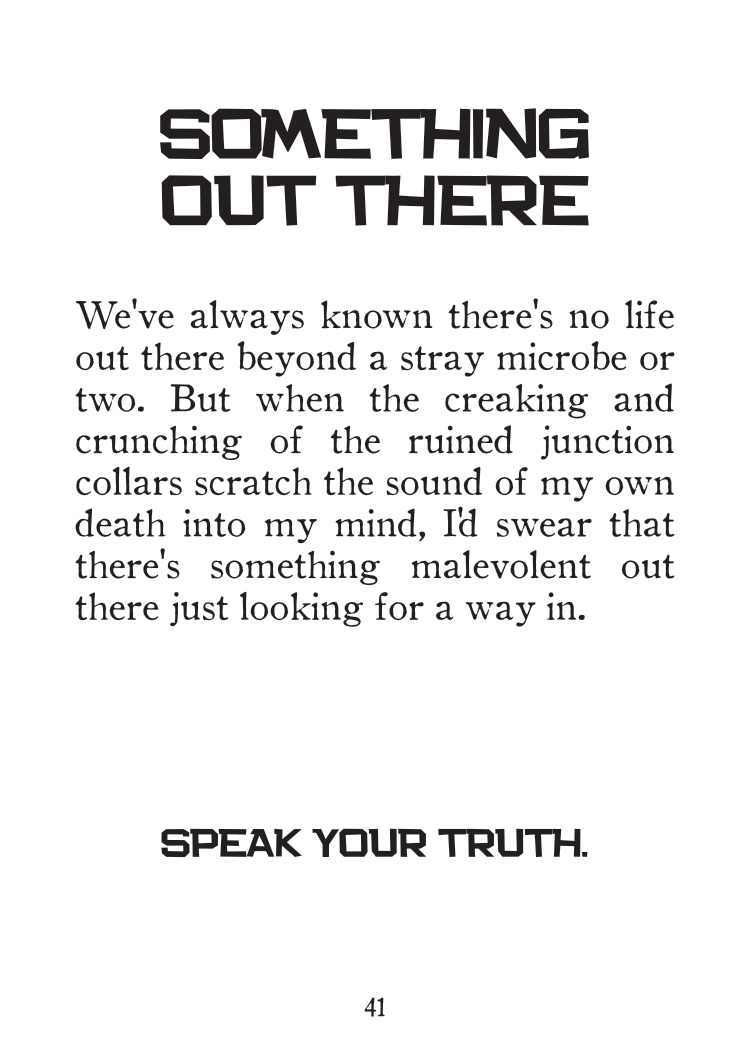 SOMETHING
OUT THERE
We've always known there's no life
out there beyond a stray microbe or
two. But when the creaking and
crunching of the ruined junction
collars scratch the sound of my own
death into my mind, I'd swear that
there's something malevolent out
there just looking for a way in.
SPEAK YOUR TRUTH.
41